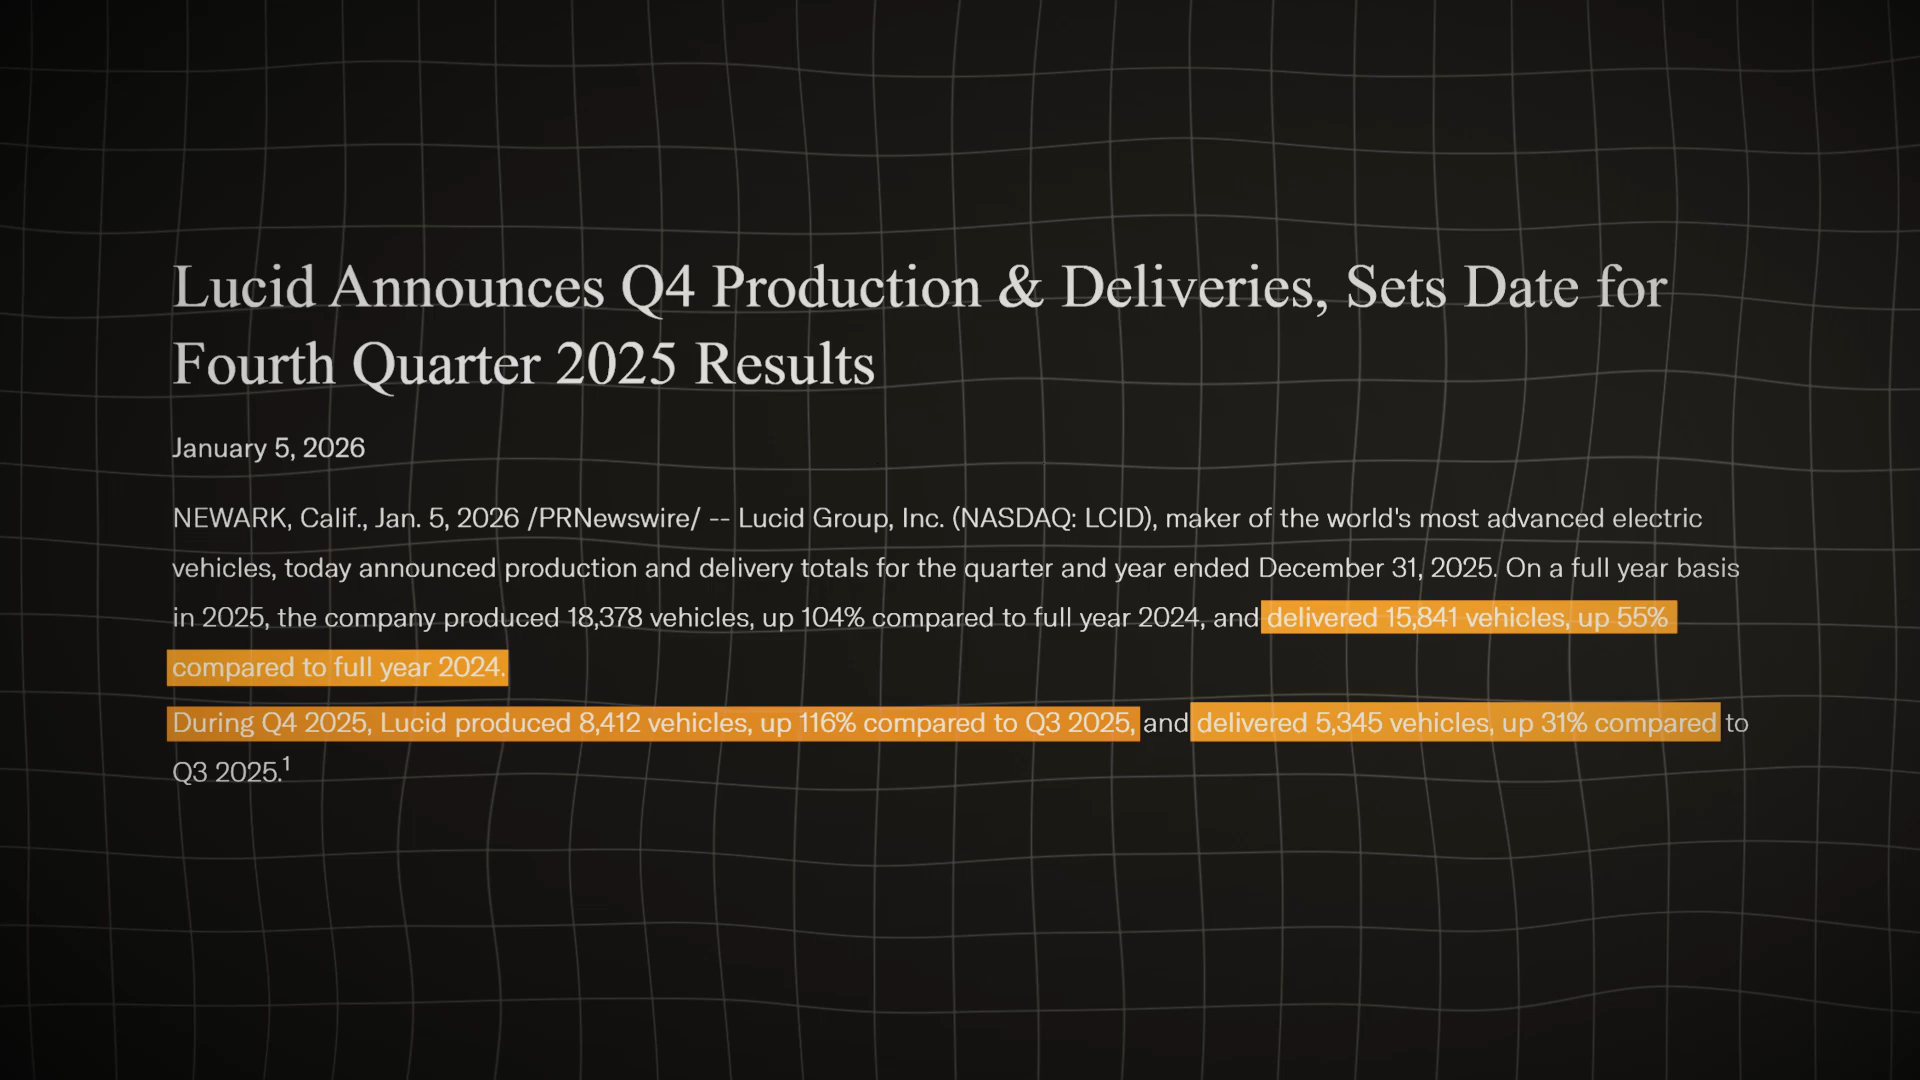 Lucid Announces Q4 Production & Deliveries, Sets Date for
Fourth Quarter 2025 Results
January 5, 2026
NEWARK, Calif., Jan. 5, 2026 /PRNewswire/ -- Lucid Group, Inc. (NASDAQ: LCID), maker of the world's most advanced electric
vehicles, today announced production and delivery totals for the quarter and year ended December 31, 2025. On a full year basis
in 2025, the company produced 18,378 vehicles, up 104% compared to full year 2024, and delivered 15,841 vehicles, up 55%
compared to full year 2024.
During Q4 2025, Lucid produced 8,412 vehicles, up 116% compared to Q3 2025, and delivered 5,345 vehicles, up 31% compared to
Q3 2025.¹